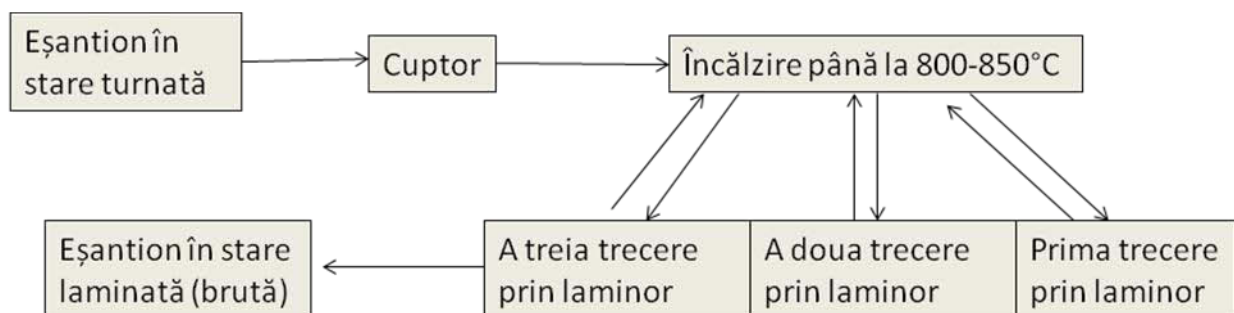 Eșantion în
stare turnată
Cuptor
Încălzire până la 800-850°C
Eșantion în stare
laminată (brută)
A treia trecere
prin laminor
A doua trecere
prin laminor
Prima trecere
prin laminor